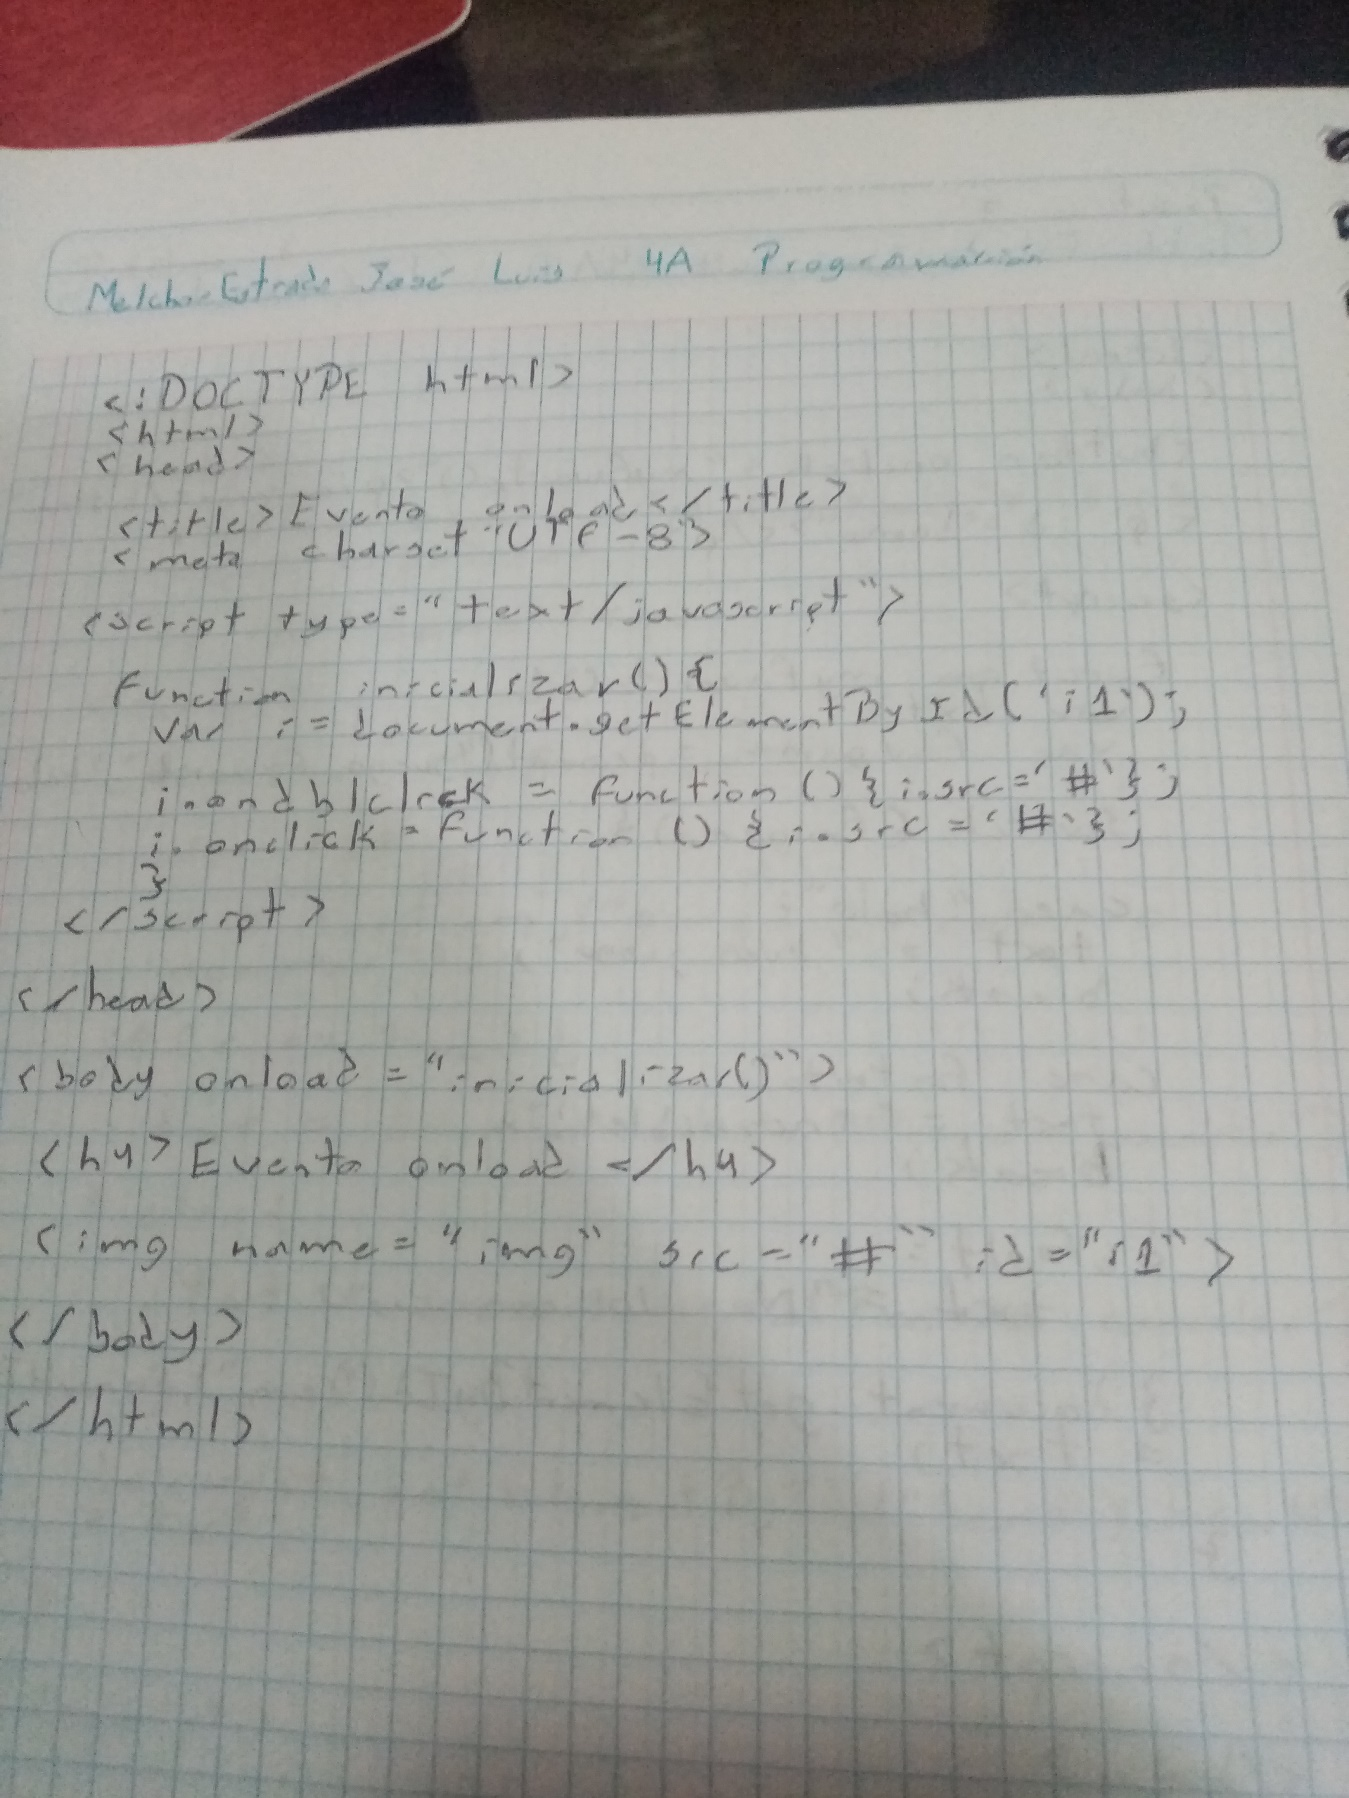 Melchor Estrada José Luis 4A Programación
<!DOCTYPE html>
<html>
<head>
<title>Evento onload</title>
<meta charset "UTF-8">
<script type="text/javascript">
Function inicializar(){
var i=document.getElementById('i1');
i.ondblclick = function () {i.src='#'};
i.onclick = function () {i.src='#'};
}
</script>
</head>
<body onload="inicializar()">
<h4>Evento onload </h4>
<img name="img" src="#" id="i1">
</body>
</html>